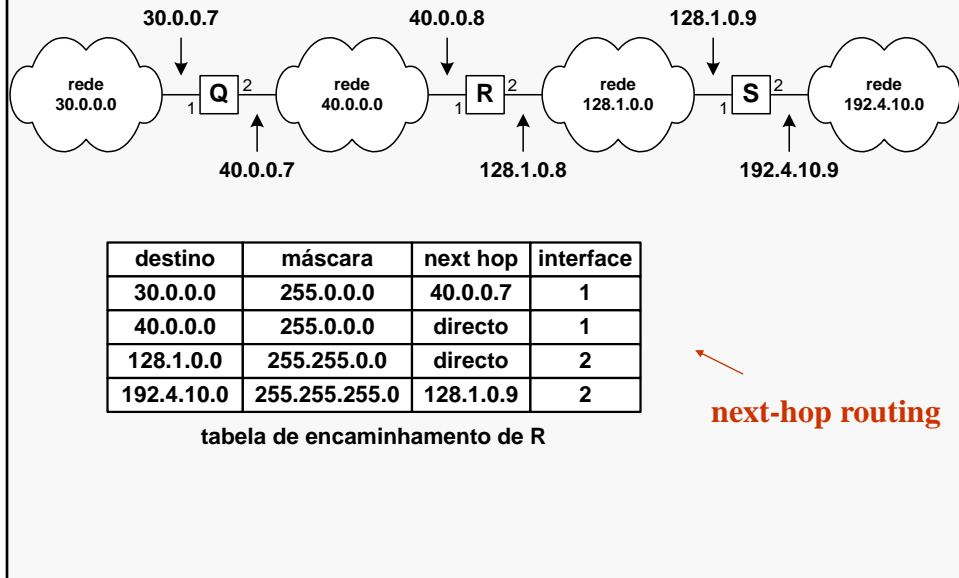 30.0.0.7
40.0.0.8
128.1.0.9
rede
30.0.0.0
1
Q
2
rede
40.0.0.0
1
R
2
rede
128.1.0.0
1
S
2
rede
192.4.10.0
40.0.0.7
128.1.0.8
192.4.10.9
destino máscara next hop interface
30.0.0.0 255.0.0.0 40.0.0.7 1
40.0.0.0 255.0.0.0 directo 1
128.1.0.0 255.255.0.0 directo 2
192.4.10.0 255.255.255.0 128.1.0.9 2
next-hop routing
tabela de encaminhamento de R